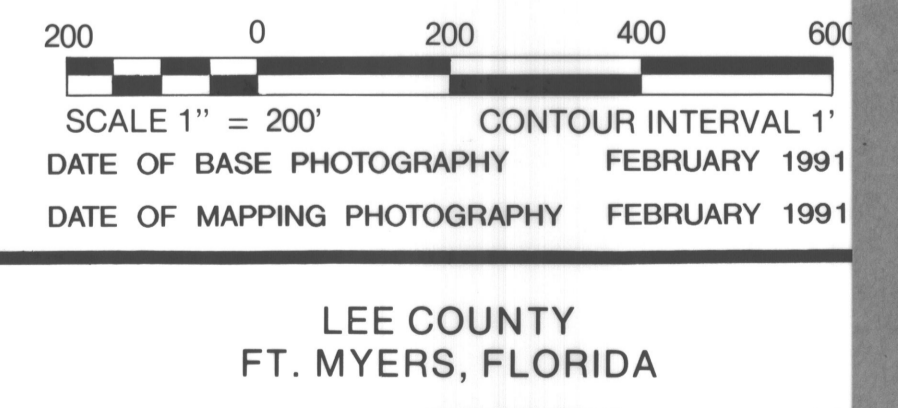 200 0 200 400 600
SCALE 1" = 200' CONTOUR INTERVAL 1'
DATE OF BASE PHOTOGRAPHY FEBRUARY 1991
DATE OF MAPPING PHOTOGRAPHY FEBRUARY 1991
LEE COUNTY
FT. MYERS, FLORIDA